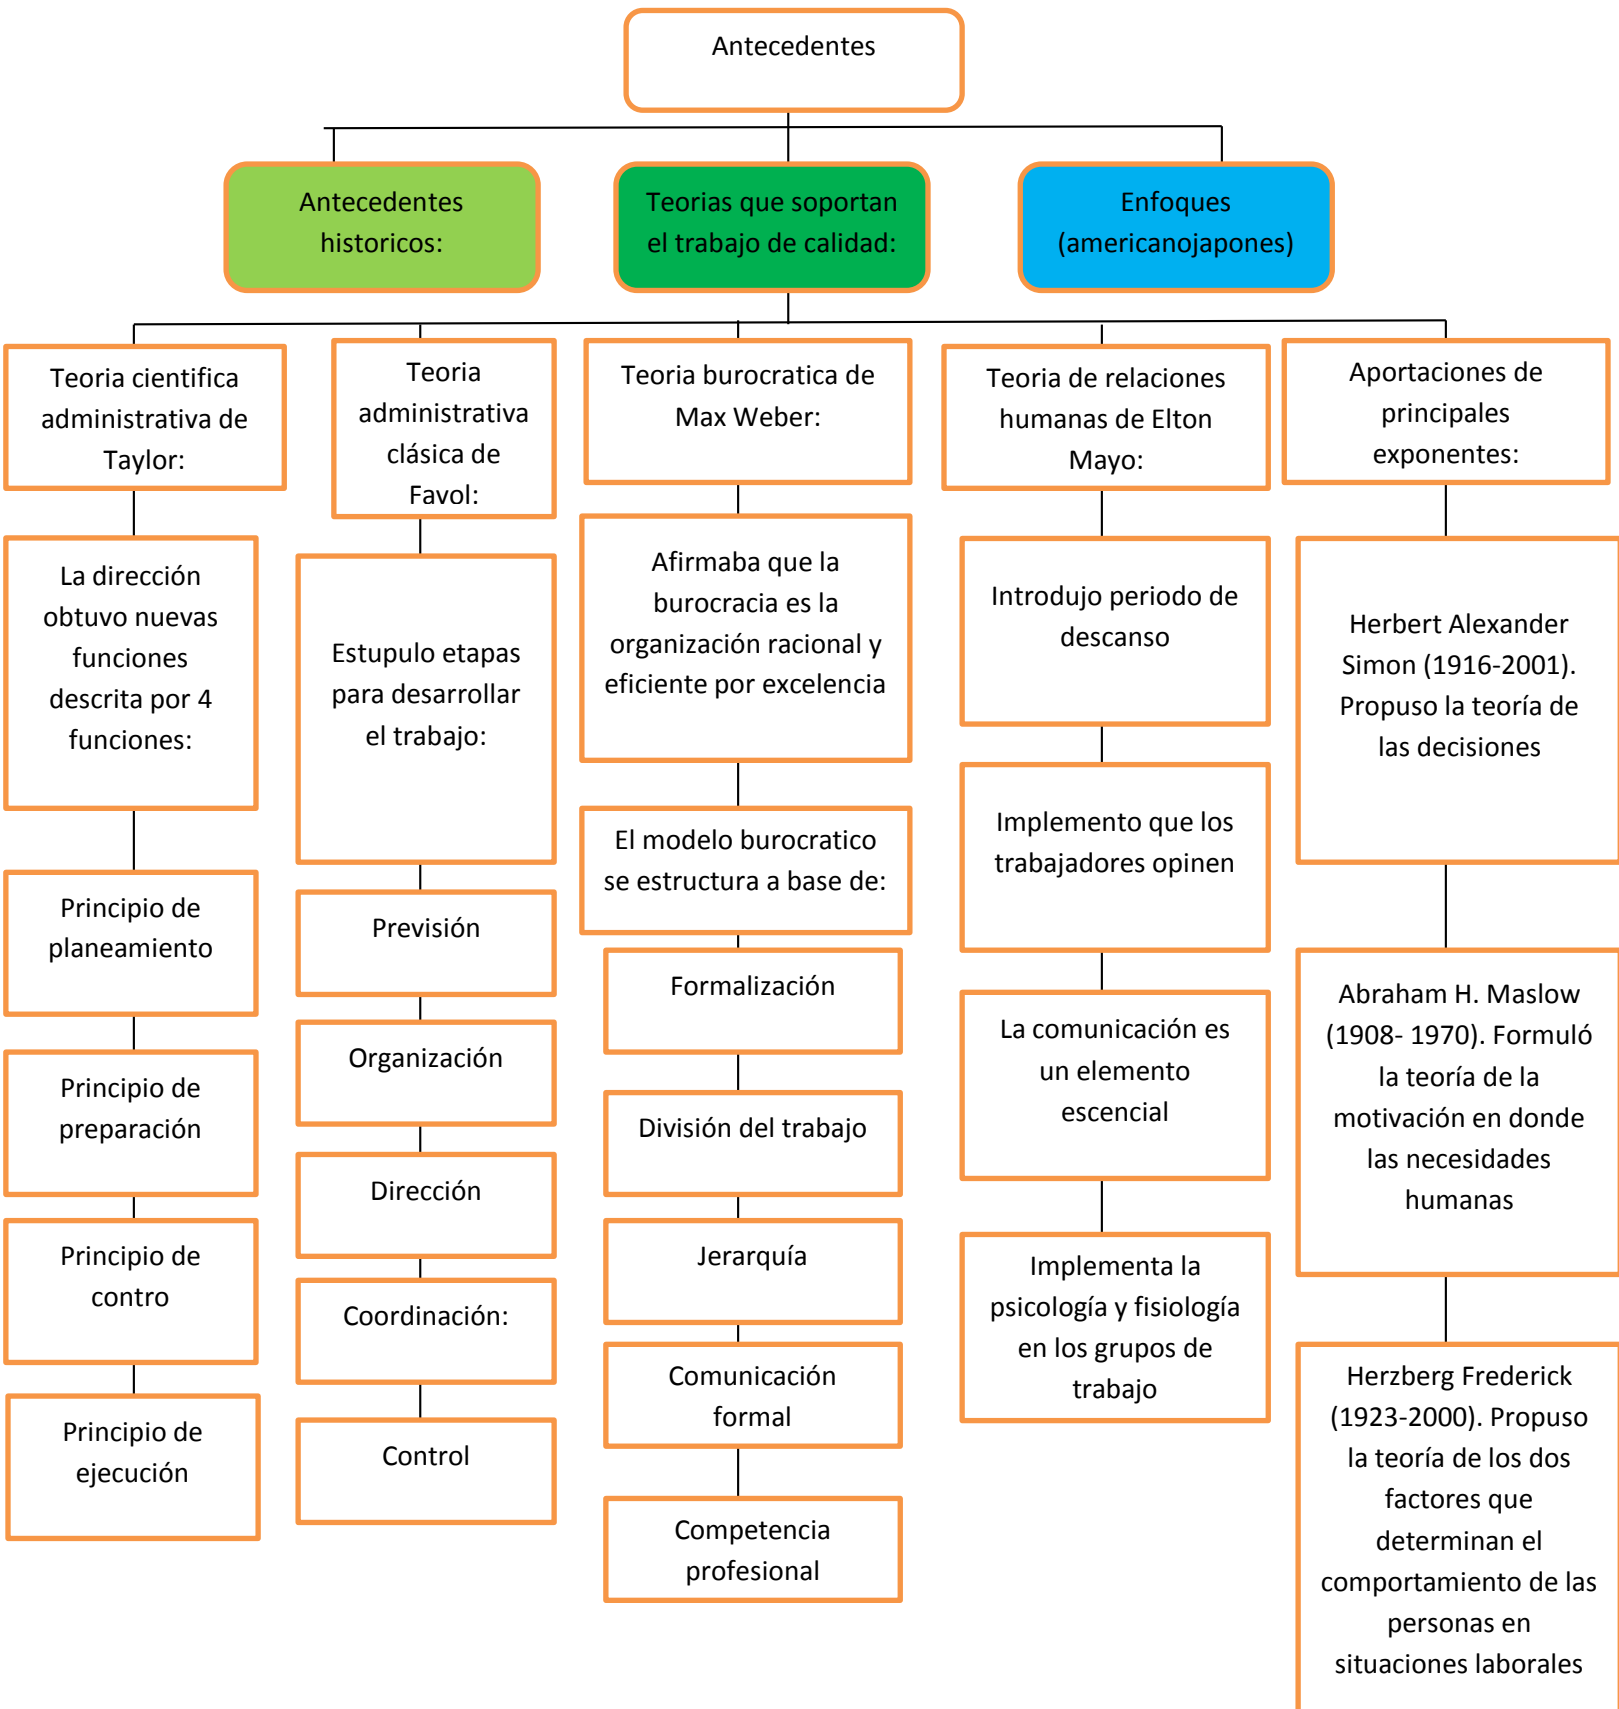 Antecedentes
Antecedentes
historicos:
Teorias que soportan
el trabajo de calidad:
Enfoques
(americanojapones)
Teoria cientifica
administrativa de
Taylor:
La dirección
obtuvo nuevas
funciones
descrita por 4
funciones:
Principio de
planeamiento
Principio de
preparación
Principio de
contro
Principio de
ejecución
Teoria
administrativa
clásica de
Fayol:
Estupulo etapas
para desarrollar
el trabajo:
Previsión
Organización
Dirección
Coordinación:
Control
Teoria burocratica de
Max Weber:
Afirmaba que la
burocracia es la
organización racional y
eficiente por excelencia
El modelo burocratico
se estructura a base de:
Formalización
División del trabajo
Jerarquía
Comunicación
formal
Competencia
profesional
Teoria de relaciones
humanas de Elton
Mayo:
Introdujo periodo de
descanso
Implemento que los
trabajadores opinen
La comunicación es
un elemento
escencial
Implementa la
psicología y fisiología
en los grupos de
trabajo
Aportaciones de
principales
exponentes:
Herbert Alexander
Simon (1916-2001).
Propuso la teoría de
las decisiones
Abraham H. Maslow
(1908- 1970). Formuló
la teoría de la
motivación en donde
las necesidades
humanas
Herzberg Frederick
(1923-2000). Propuso
la teoría de los dos
factores que
determinan el
comportamiento de las
personas en
situaciones laborales